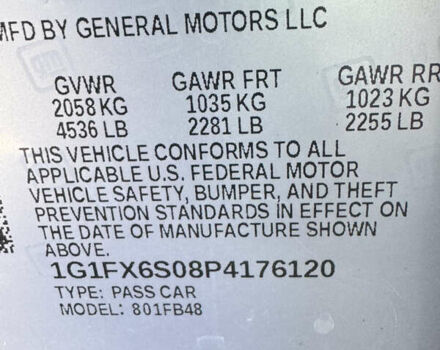 MFD BY GENERAL MOTORS LLC
GVWR GAWR FRT GAWR RR
2058 KG 1035 KG 1023 KG
4536 LB 2281 LB 2255 LB
THIS VEHICLE CONFORMS TO ALL
APPLICABLE U.S. FEDERAL MOTOR
VEHICLE SAFETY, BUMPER, AND THEFT
PREVENTION STANDARDS IN EFFECT ON
THE DATE OF MANUFACTURE SHOWN
ABOVE.
1G1FX6S08P4176120
TYPE: PASS CAR
MODEL: 801FB48